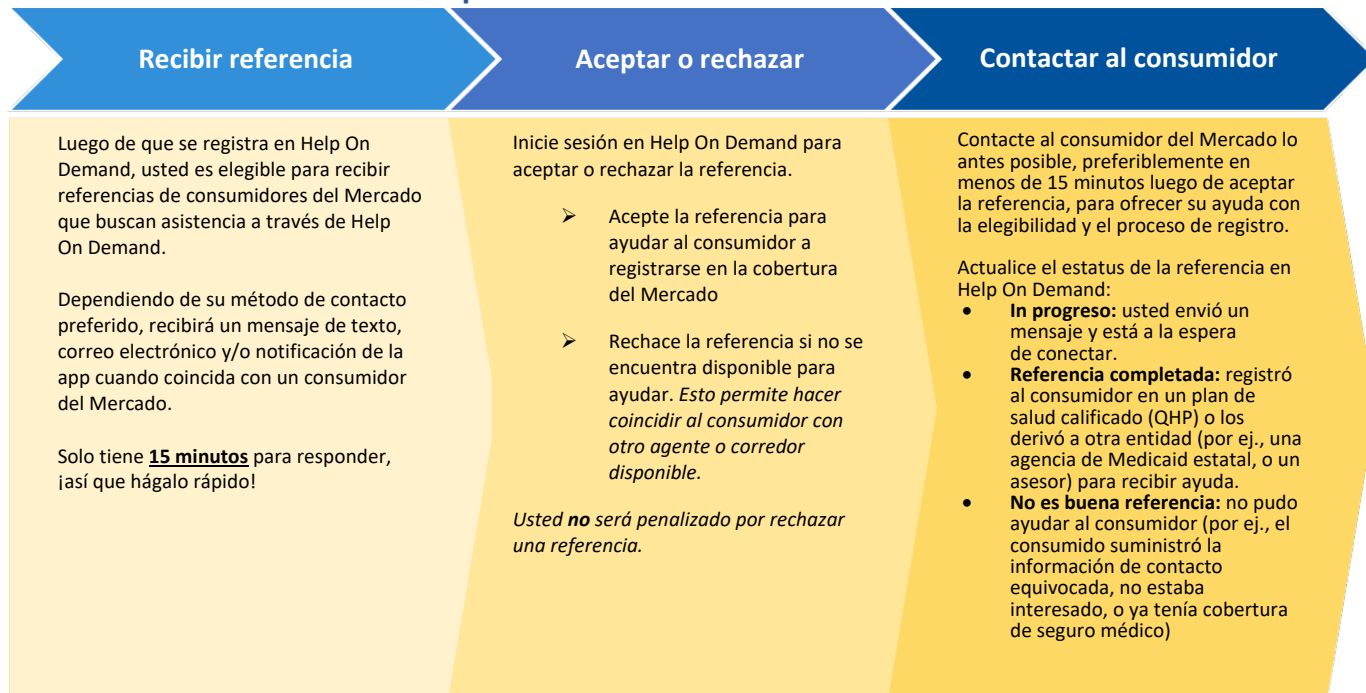 Recibir referencia
Luego de que se registra en Help On
Demand, usted es elegible para recibir
referencias de consumidores del Mercado
que buscan asistencia a través de Help
On Demand.
Dependiendo de su método de contacto
preferido, recibirá un mensaje de texto,
correo electrónico y/o notificación de la
app cuando coincida con un consumidor
del Mercado.
Solo tiene 15 minutos para responder,
¡así que hágalo rápido!
Aceptar o rechazar
Inicie sesión en Help On Demand para
aceptar o rechazar la referencia.
➢ Acepte la referencia para
ayudar al consumidor a
registrarse en la cobertura
del Mercado
➢ Rechace la referencia si no se
encuentra disponible para
ayudar. Esto permite hacer
coincidir al consumidor con
otro agente o corredor
disponible.
Usted no será penalizado por rechazar
una referencia.
Contactar al consumidor
Contacte al consumidor del Mercado lo
antes posible, preferiblemente en
menos de 15 minutos luego de aceptar
la referencia, para ofrecer su ayuda con
la elegibilidad y el proceso de registro.
Actualice el estatus de la referencia en
Help On Demand:
• In progreso: usted envió un
mensaje y está a la espera
de conectar.
• Referencia completada: registró
al consumidor en un plan de
salud calificado (QHP) o los
derivó a otra entidad (por ej., una
agencia de Medicaid estatal, o un
asesor) para recibir ayuda.
• No es buena referencia: no pudo
ayudar al consumidor (por ej., el
consumido suministró la
información de contacto
equivocada, no estaba
interesado, o ya tenía cobertura
de seguro médico)